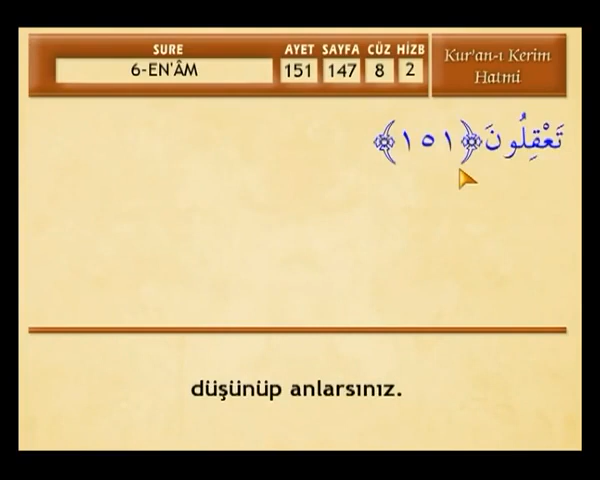 SURE AYET SAYFA CÜZ HİZB
6-EN'ÂM 151 147 8 2
Kur'an-ı Kerim
Hatmi
تَعْقِلُونَ ﴿١٥١﴾
düşünüp anlarsınız.